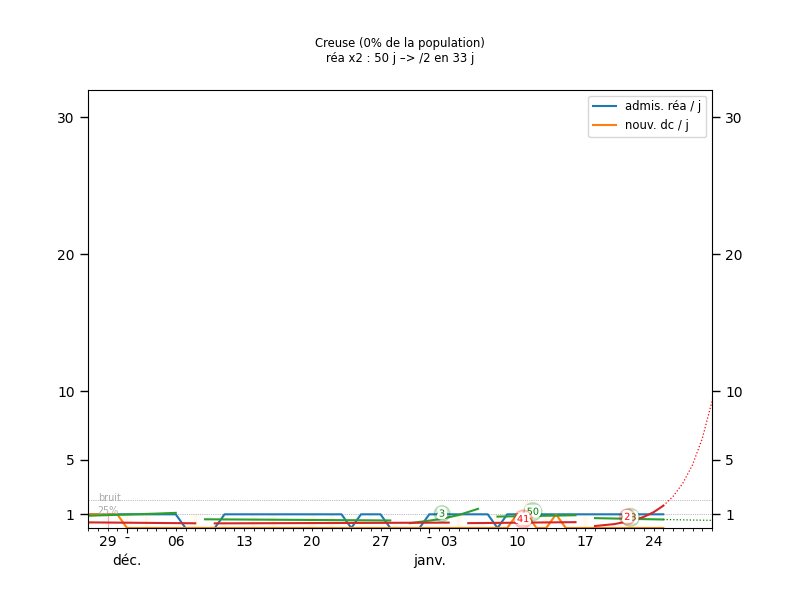 Creuse (0% de la population)
réa x2 : 50 j –> /2 en 33 j
admis. réa / j
nouv. dc / j
30 30
20 20
10 10
5 5
bruit
25%
1 1
3 50 41
29 - 06 13 20 27 - 03 10 17 24
déc. janv.